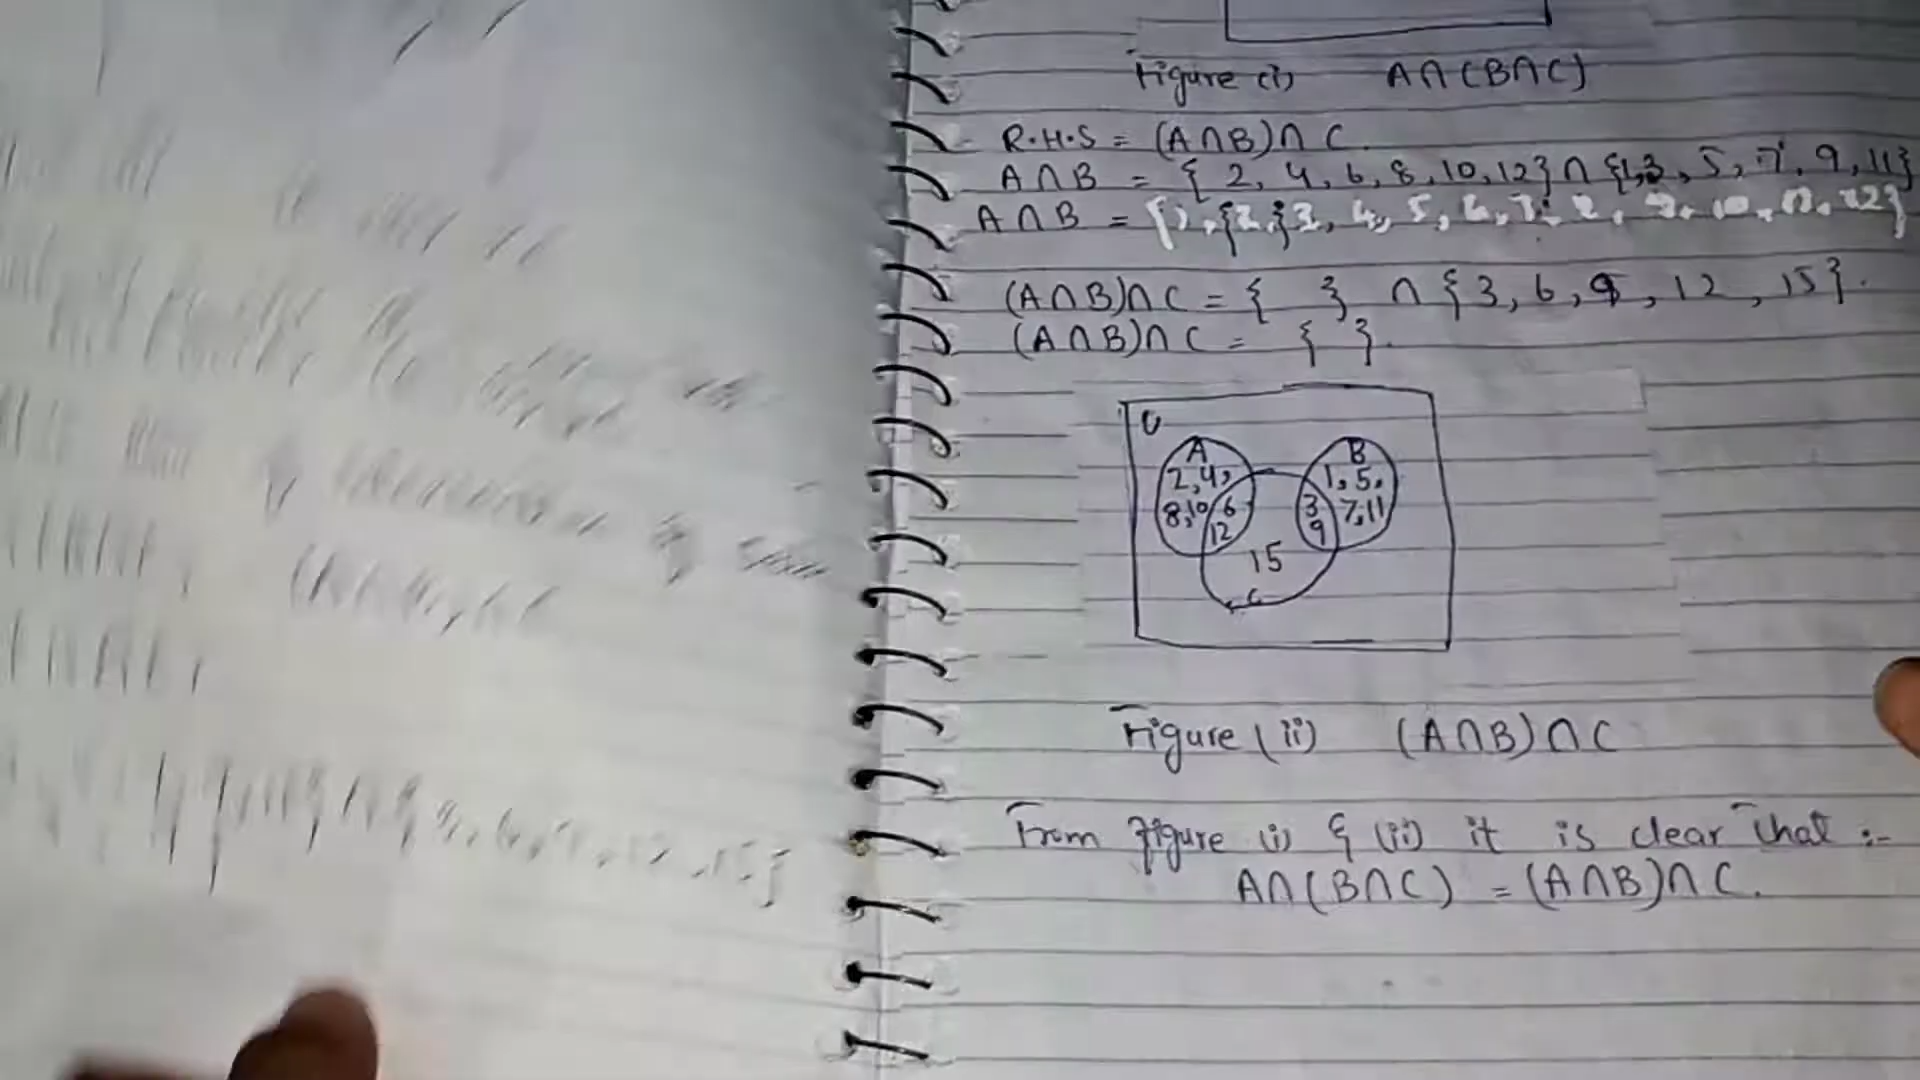 Figure (i) A∩(B∩C)
R.H.S = (A∩B)∩ C.
A∩B = { 2, 4, 6, 8, 10, 12} ∩ {1,3, 5, 7, 9, 11}
A∩B = { }
(A∩B)∩C = { } ∩ {3, 6, 9, 12, 15}.
(A∩B)∩C = { }.
U
A B
2,4, 1,5,
8,10 6 3 7,11
12 9
15
C
Figure (ii) (A∩B)∩C
From figure (i) & (ii) it is clear that :-
A∩(B∩C) = (A∩B)∩C.